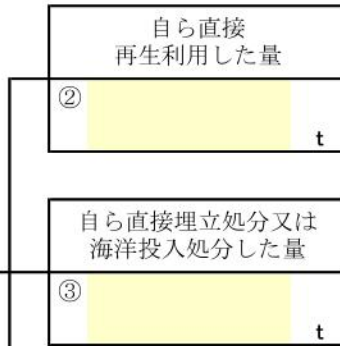 自ら直接
再生利用した量
②
t
自ら直接埋立処分又は
海洋投入処分した量
③
t